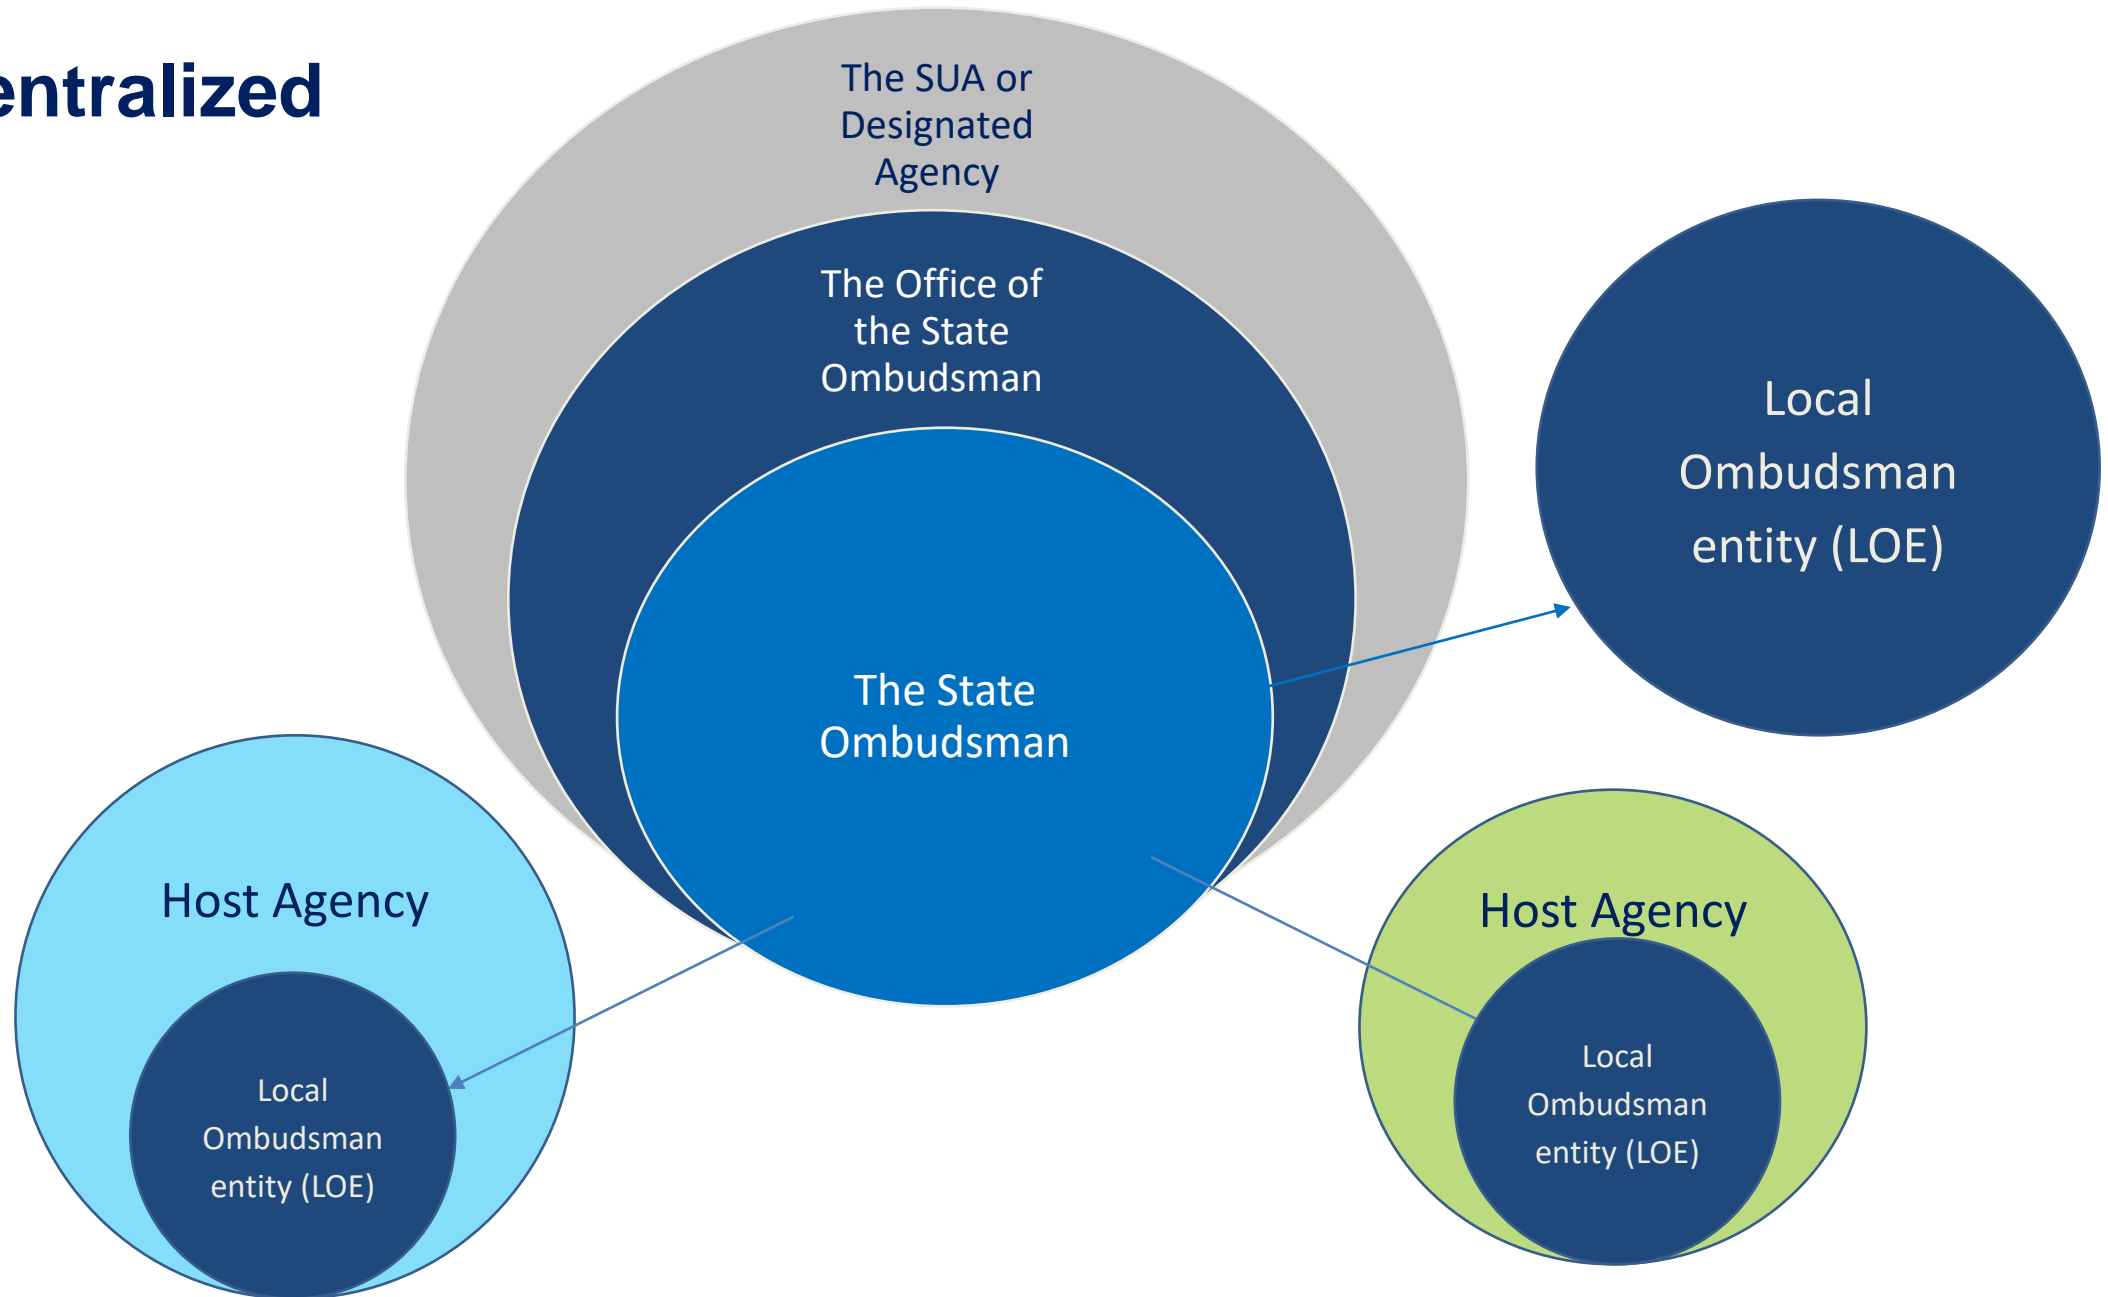 entralized
The SUA or
Designated
Agency
The Office of
the State
Ombudsman
The State
Ombudsman
Local
Ombudsman
entity (LOE)
Host Agency
Local
Ombudsman
entity (LOE)
Host Agency
Local
Ombudsman
entity (LOE)